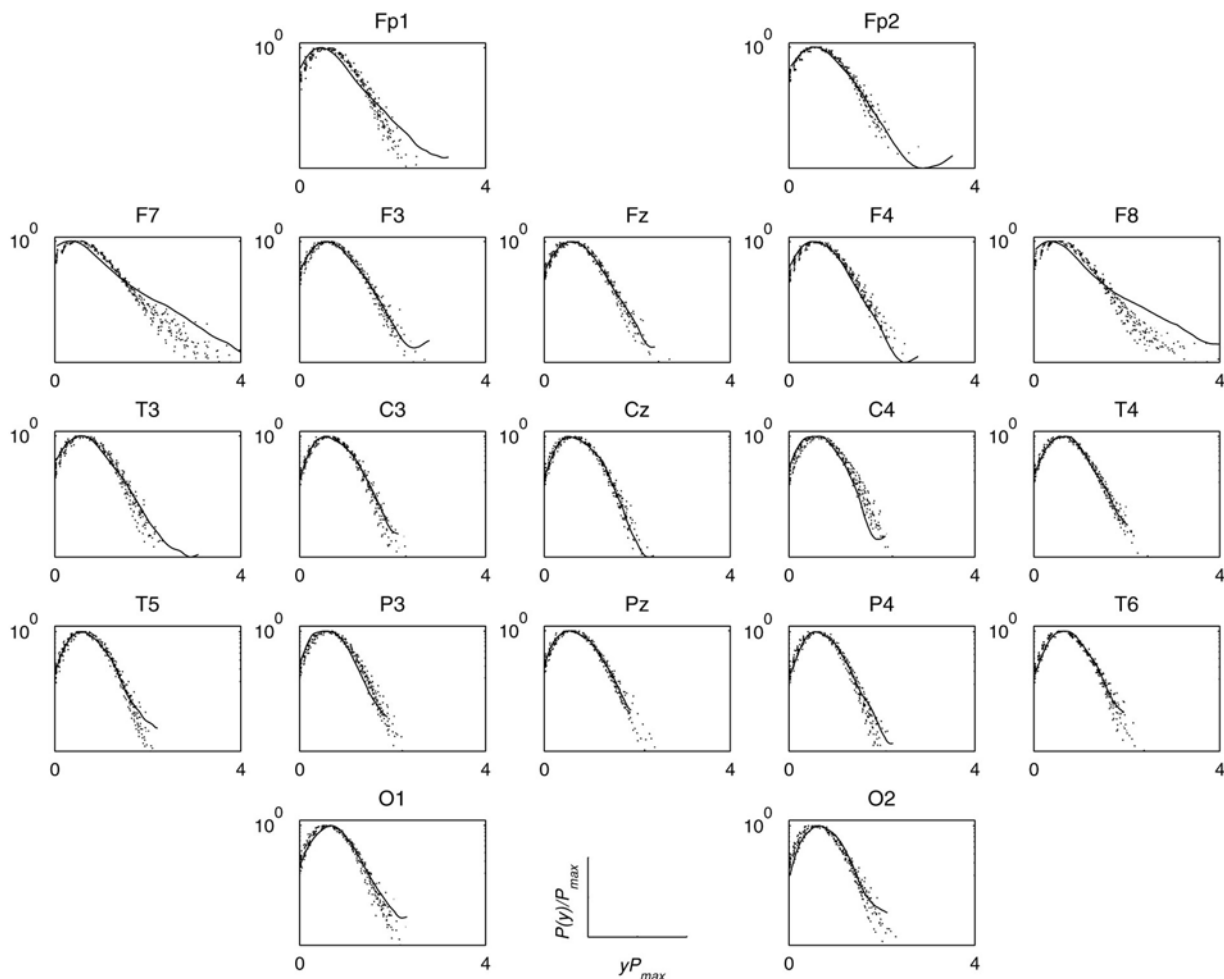 Fp1 Fp2
10^0 10^0
0 4 0 4
F7 F3 Fz F4 F8
10^0 10^0 10^0 10^0 10^0
0 4 0 4 0 4 0 4 0 4
T3 C3 Cz C4 T4
10^0 10^0 10^0 10^0 10^0
0 4 0 4 0 4 0 4 0 4
T5 P3 Pz P4 T6
10^0 10^0 10^0 10^0 10^0
0 4 0 4 0 4 0 4 0 4
O1 O2
10^0 10^0
P(y)/P_max
0 4 0 4
yP_max